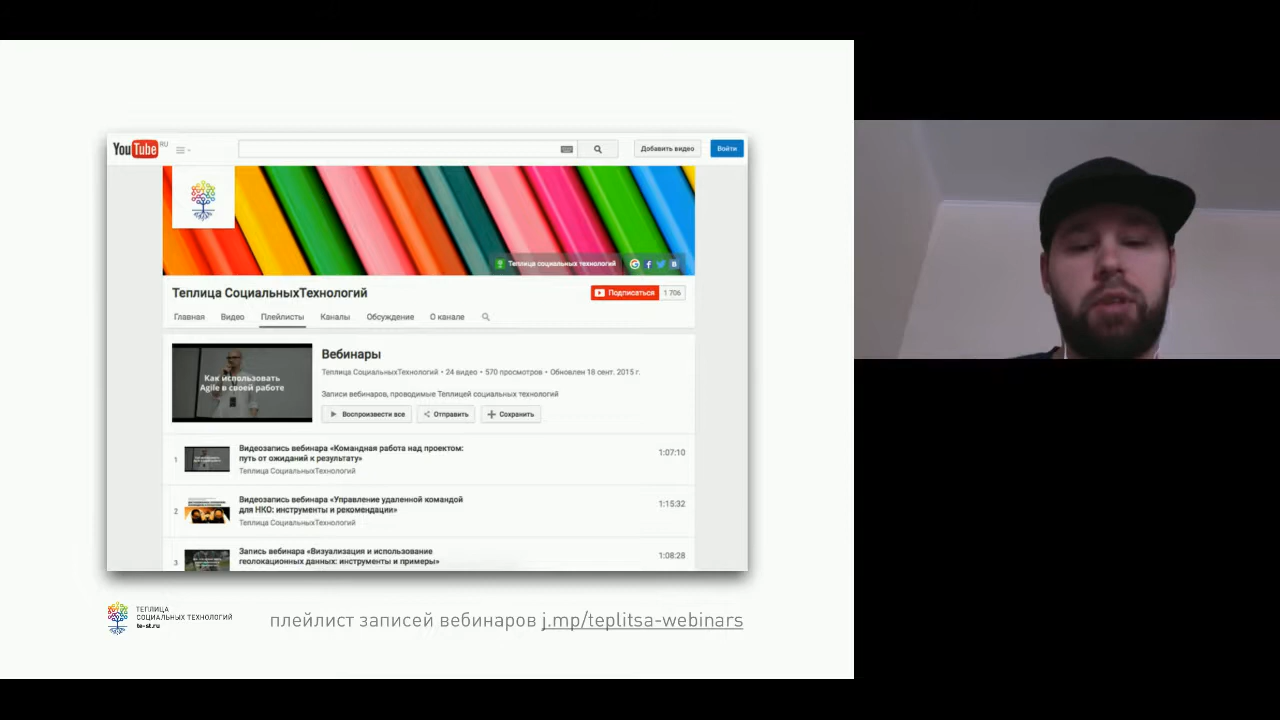 YouTube RU
Добавить видео
Войти
Теплица социальных технологий
Теплица СоциальныхТехнологий
Подписаться 1 706
Главная Видео Плейлисты Каналы Обсуждение О канале
Как использовать
Agile в своей работе
Вебинары
Теплица СоциальныхТехнологий • 24 видео • 570 просмотров • Обновлен 18 сент. 2015 г.
Записи вебинаров, проводимые Теплицей социальных технологий
Воспроизвести все Отправить Сохранить
1
Видеозапись вебинара «Командная работа над проектом:
путь от ожиданий к результату»
Теплица СоциальныхТехнологий
1:07:10
2
Видеозапись вебинара «Управление удаленной командой
для НКО: инструменты и рекомендации»
Теплица СоциальныхТехнологий
1:15:32
3
Запись вебинара «Визуализация и использование
геолокационных данных: инструменты и примеры»
1:08:28
ТЕПЛИЦА
СОЦИАЛЬНЫХ ТЕХНОЛОГИЙ
te-st.ru
плейлист записей вебинаров j.mp/teplitsa-webinars